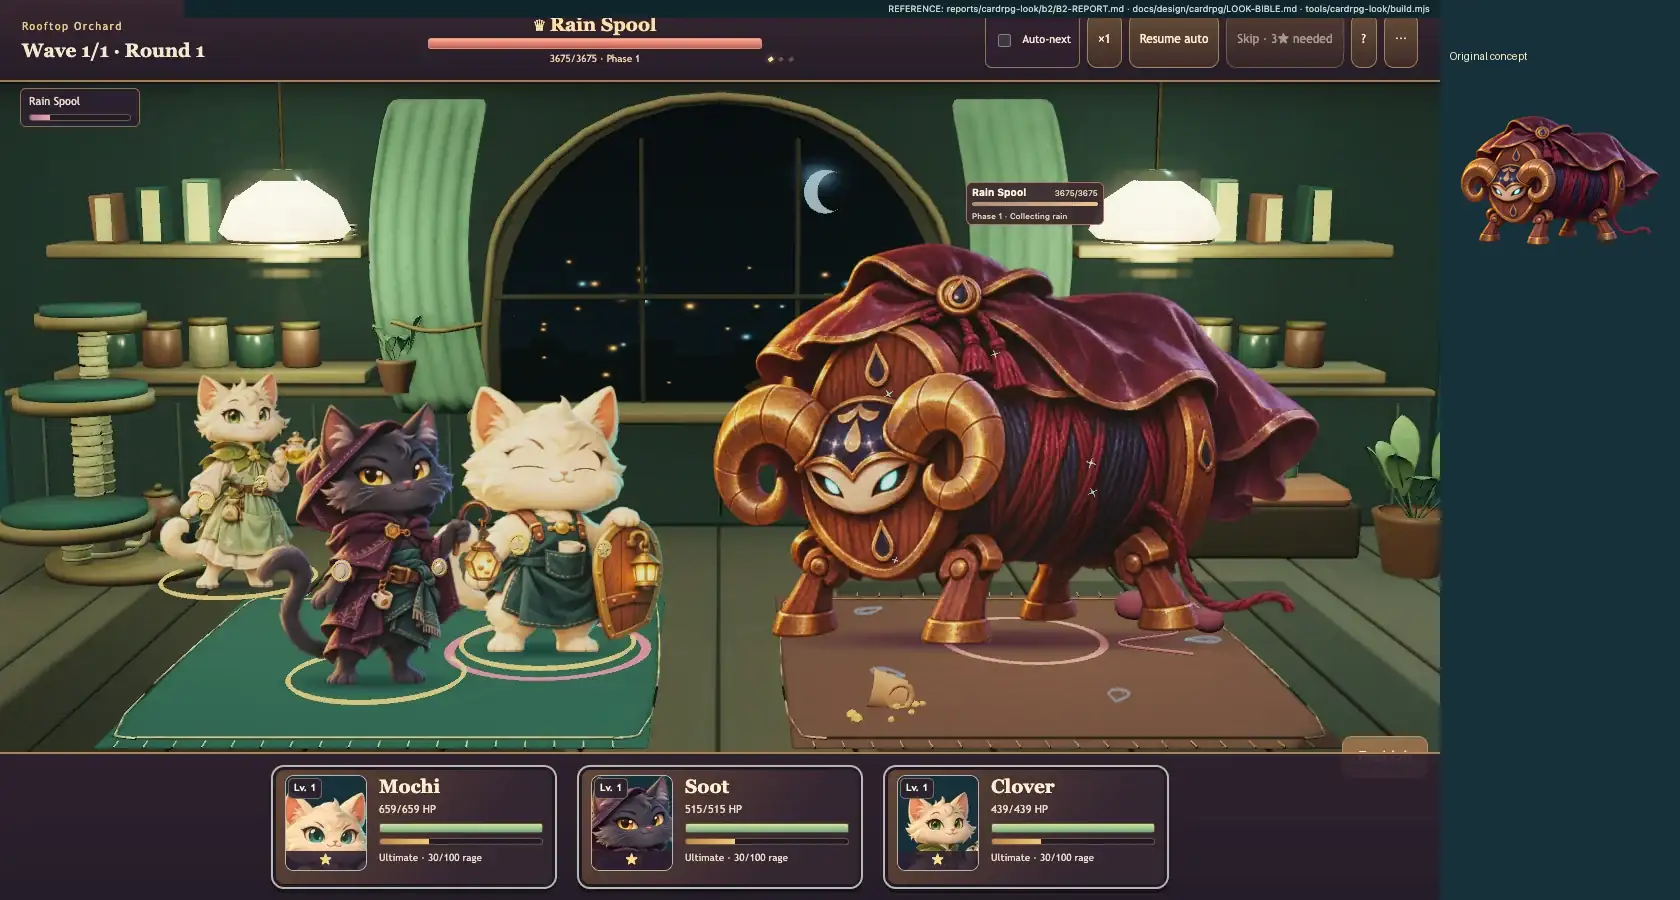 REFERENCE: reports/cardrpg-look/b2/B2-REPORT.md · docs/design/cardrpg/LOOK-BIBLE.md · tools/cardrpg-look/build.mjs
Rooftop Orchard
Wave 1/1 · Round 1
♛ Rain Spool
3675/3675 · Phase 1
Auto-next
×1
Resume auto
Skip · 3★ needed
?
...
Original concept
Rain Spool
Rain Spool 3675/3675
Phase 1 · Collecting rain
Lv. 1
Mochi
659/659 HP
Ultimate · 30/100 rage
Lv. 1
Soot
515/515 HP
Ultimate · 30/100 rage
Lv. 1
Clover
439/439 HP
Ultimate · 30/100 rage